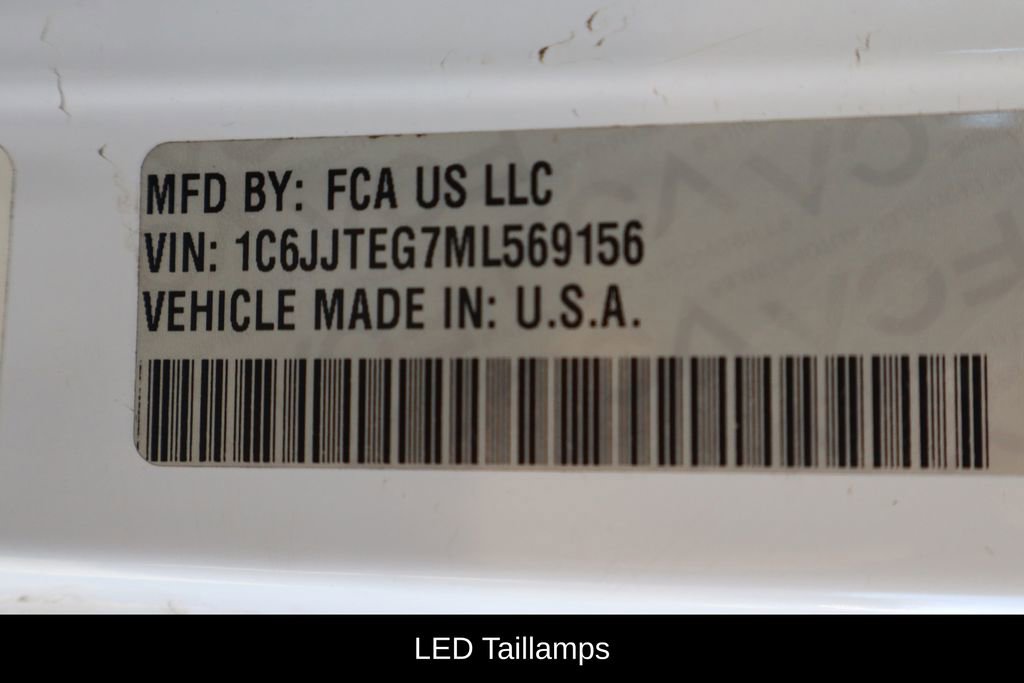 MFD BY: FCA US LLC
VIN: 1C6JJTEG7ML569156
VEHICLE MADE IN: U.S.A.
LED Taillamps